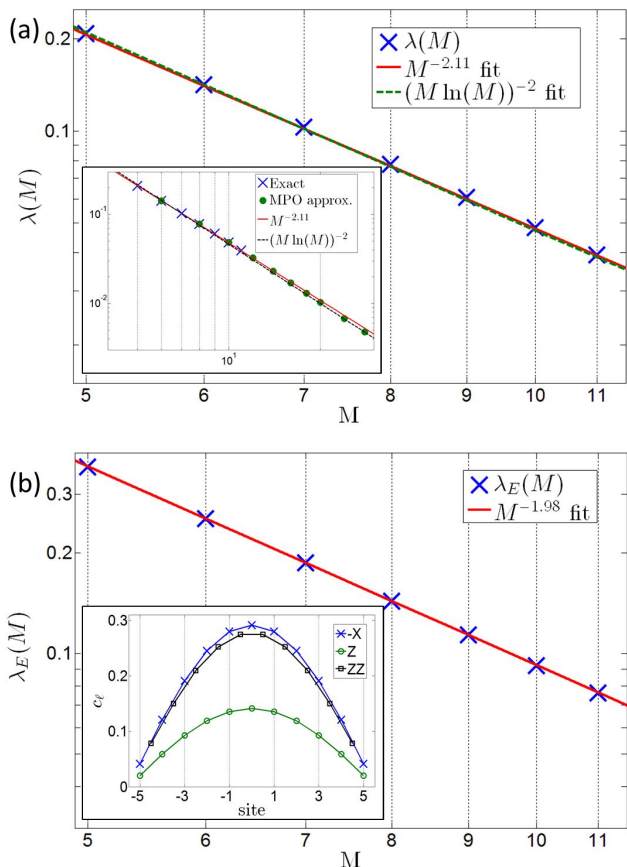 (a)
0.2
0.1
λ(M)
λ(M)
M^{-2.11} fit
(M ln(M))^{-2} fit
10^{-1}
10^{-2}
10^1
Exact
MPO approx.
M^{-2.11}
(M ln(M))^{-2}
5 6 7 8 9 10 11
M
(b)
0.3
0.2
0.1
λ_E(M)
λ_E(M)
M^{-1.98} fit
0.3
0.2
0.1
0
c_ℓ
-X
Z
ZZ
-5 -3 -1 1 3 5
site
5 6 7 8 9 10 11
M